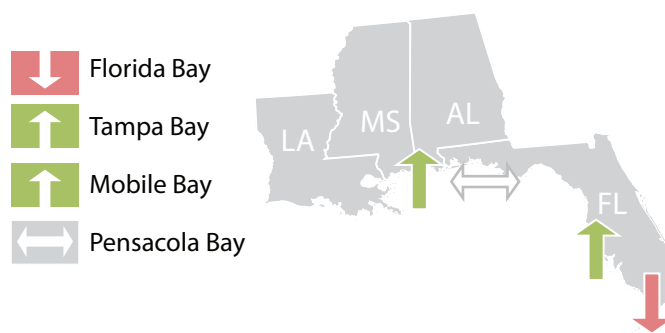 Florida Bay
Tampa Bay
Mobile Bay
Pensacola Bay
LA
MS
AL
FL